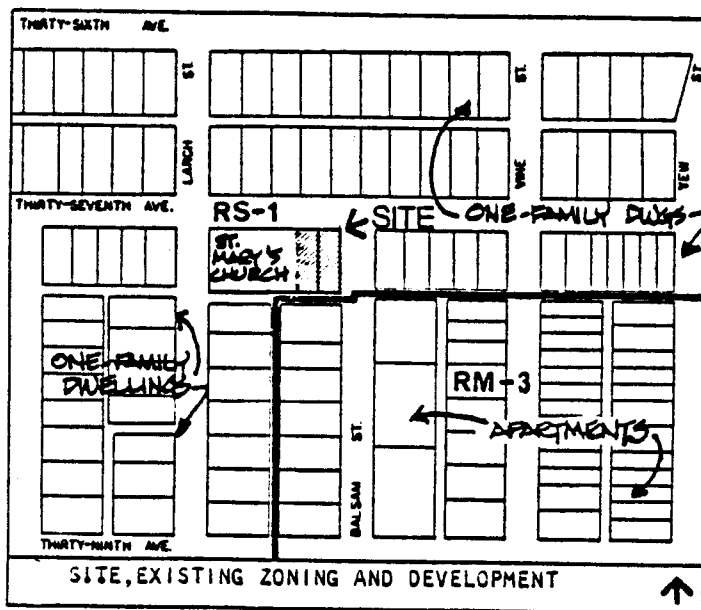 THIRTY-SIXTH AVE.
ST.
ST.
ST.
LARCH
VINE
YEW
THIRTY-SEVENTH AVE.
RS-1
SITE
ONE-FAMILY DWGS
ST.
MARY'S
CHURCH
ONE-FAMILY
DWELLINGS
RM-3
APARTMENTS
ST.
BALSAM
THIRTY-NINTH AVE.
SITE, EXISTING ZONING AND DEVELOPMENT